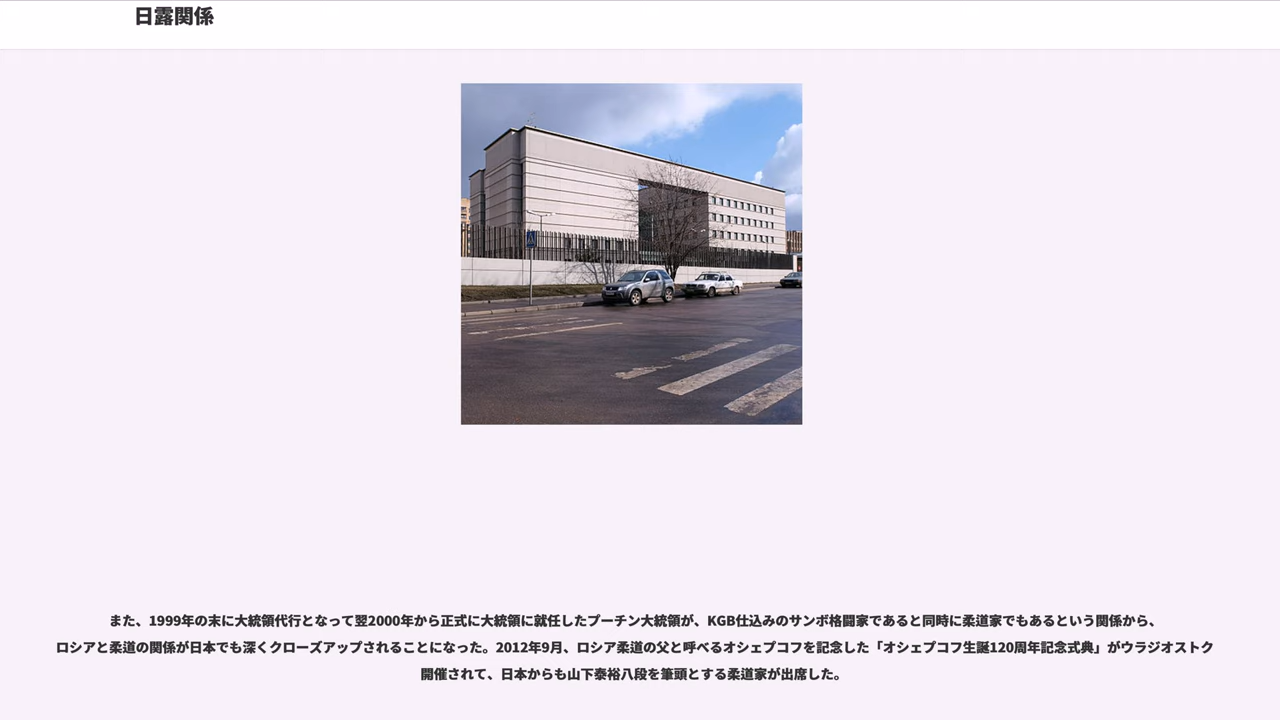 日露関係
また、1999年の末に大統領代行となって翌2000年から正式に大統領に就任したプーチン大統領が、KGB仕込みのサンボ格闘家であると同時に柔道家でもあるという関係から、
ロシアと柔道の関係が日本でも深くクローズアップされることになった。2012年9月、ロシア柔道の父と呼べるオシェプコフを記念した「オシェプコフ生誕120周年記念式典」がウラジオストク
開催されて、日本からも山下泰裕八段を筆頭とする柔道家が出席した。